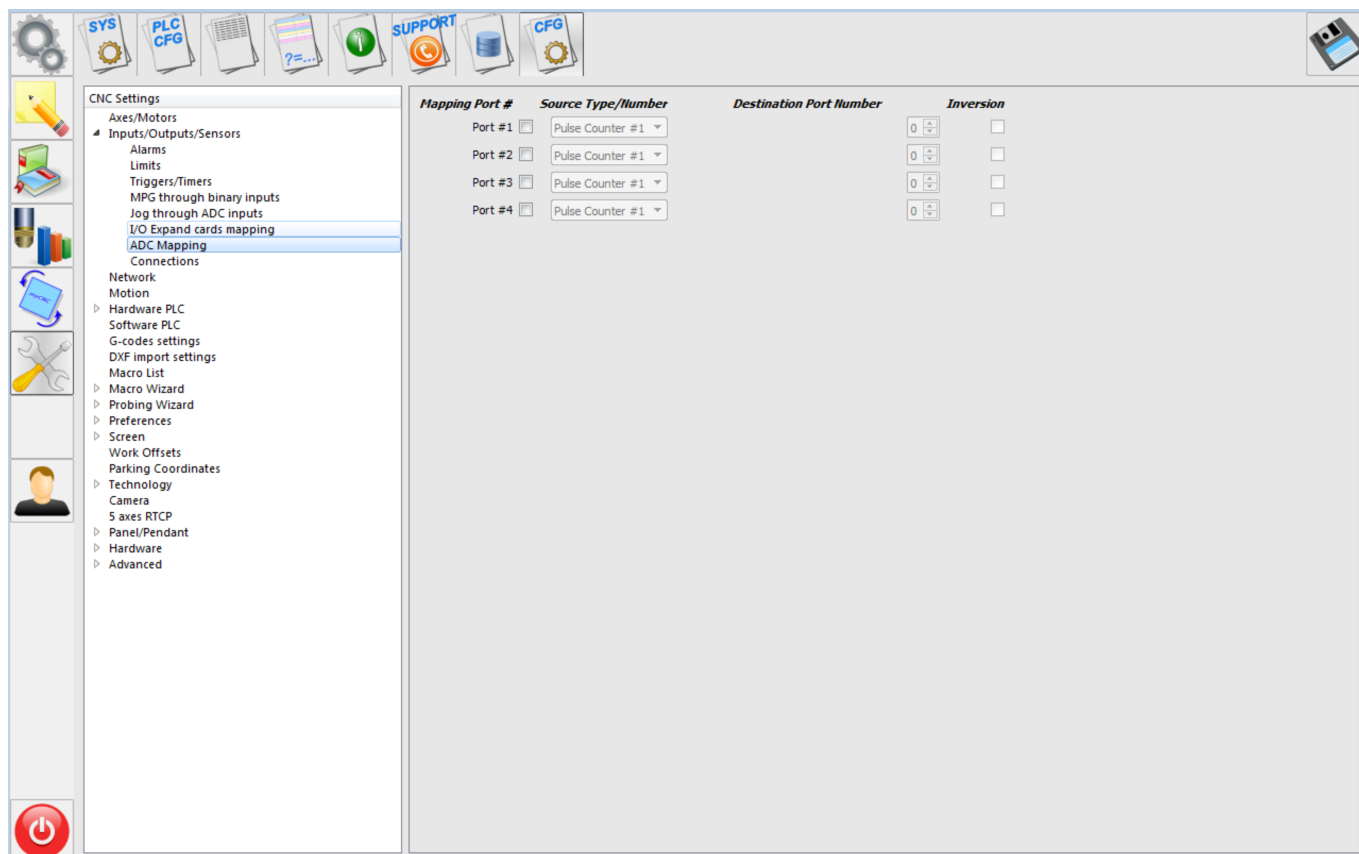 SYS
PLC
CFG
?=...
SUPPORT
CFG
myCNC
CNC Settings
Axes/Motors
Inputs/Outputs/Sensors
Alarms
Limits
Triggers/Timers
MPG through binary inputs
Jog through ADC inputs
I/O Expand cards mapping
ADC Mapping
Connections
Network
Motion
Hardware PLC
Software PLC
G-codes settings
DXF import settings
Macro List
Macro Wizard
Probing Wizard
Preferences
Screen
Work Offsets
Parking Coordinates
Technology
Camera
5 axes RTCP
Panel/Pendant
Hardware
Advanced
Mapping Port # Source Type/Number Destination Port Number Inversion
Port #1 Pulse Counter #1 0
Port #2 Pulse Counter #1 0
Port #3 Pulse Counter #1 0
Port #4 Pulse Counter #1 0